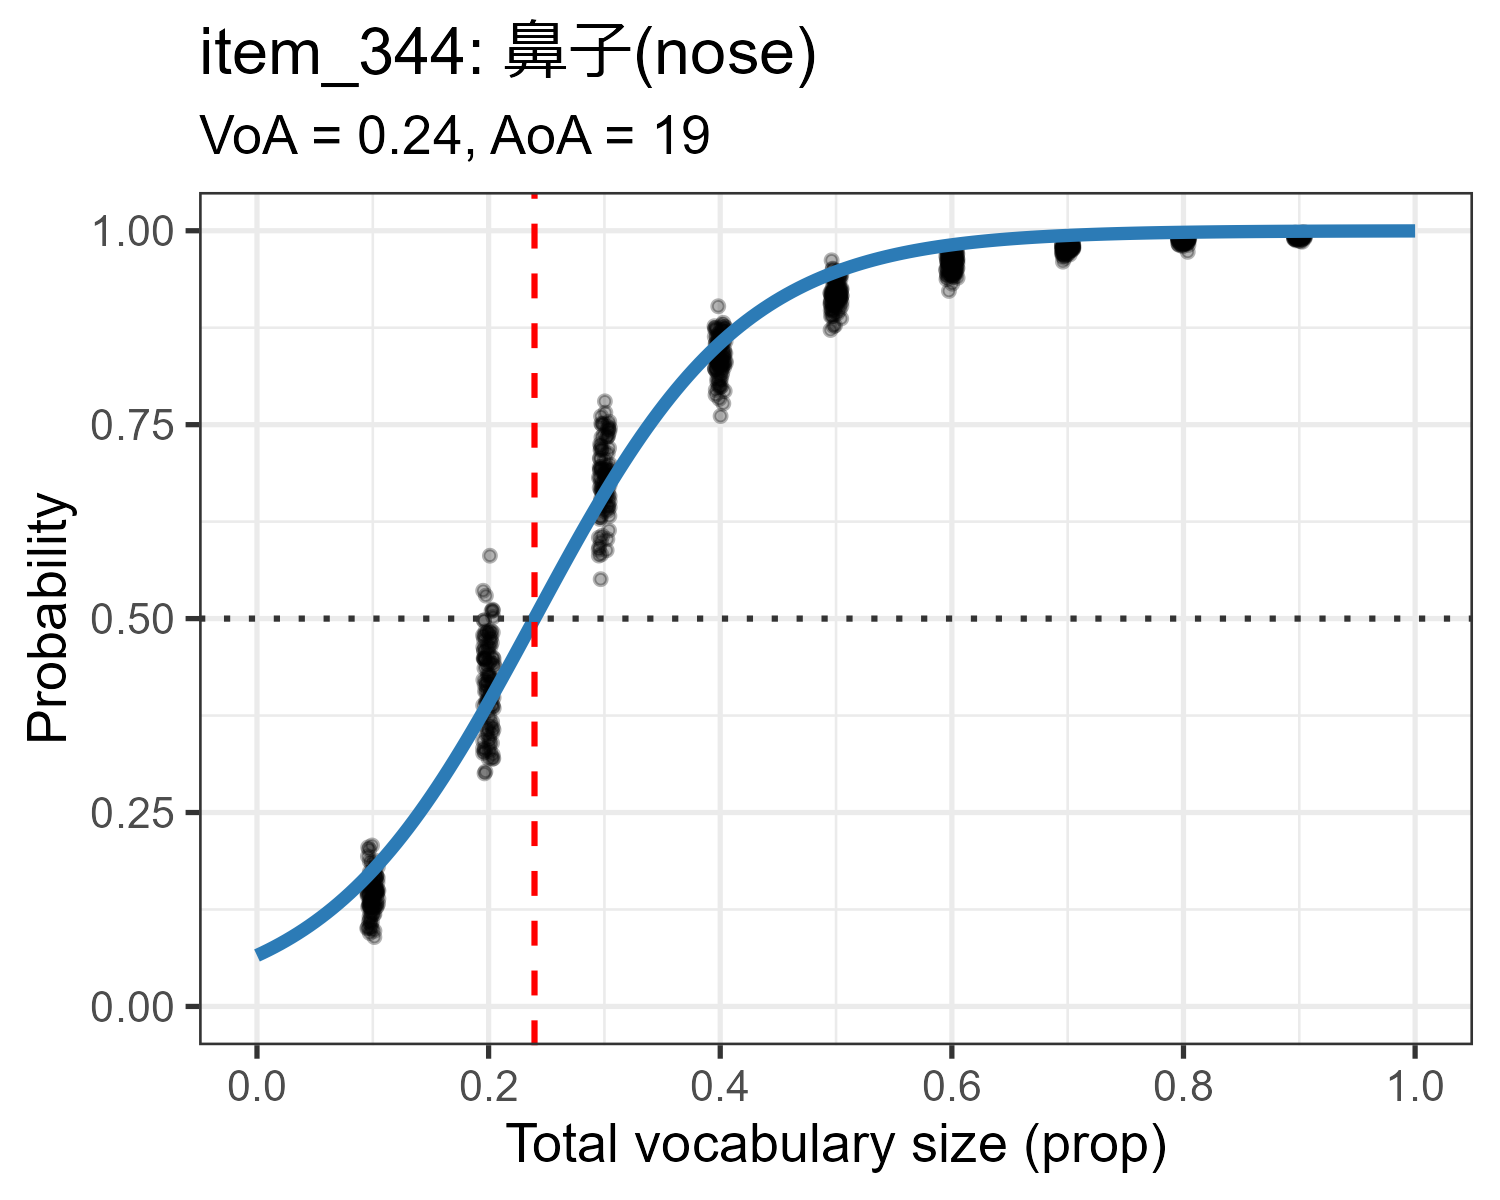 item_344: 鼻子(nose)
VoA = 0.24, AoA = 19
1.00
0.75
0.50
0.25
0.00
Probability
0.0 0.2 0.4 0.6 0.8 1.0
Total vocabulary size (prop)